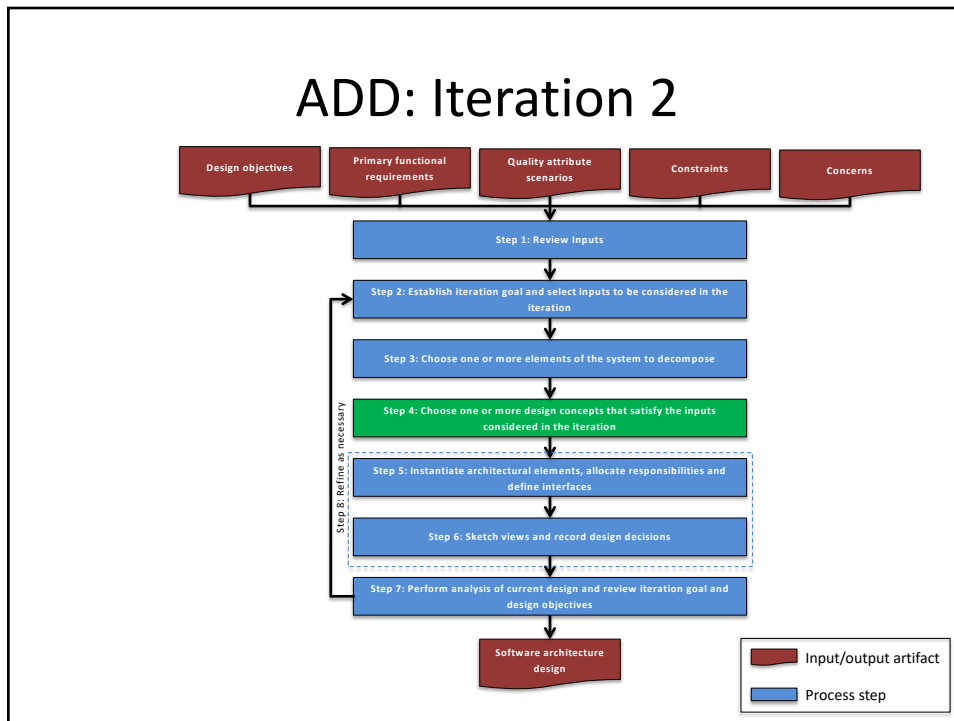 ADD: Iteration 2
Design objectives
Primary functional
requirements
Quality attribute
scenarios
Constraints
Concerns
Step 1: Review Inputs
Step 2: Establish iteration goal and select inputs to be considered in the
iteration
Step 3: Choose one or more elements of the system to decompose
Step 4: Choose one or more design concepts that satisfy the inputs
considered in the iteration
Step 5: Instantiate architectural elements, allocate responsibilities and
define interfaces
Step 6: Sketch views and record design decisions
Step 7: Perform analysis of current design and review iteration goal and
design objectives
Step 8: Refine as necessary
Software architecture
design
Input/output artifact
Process step